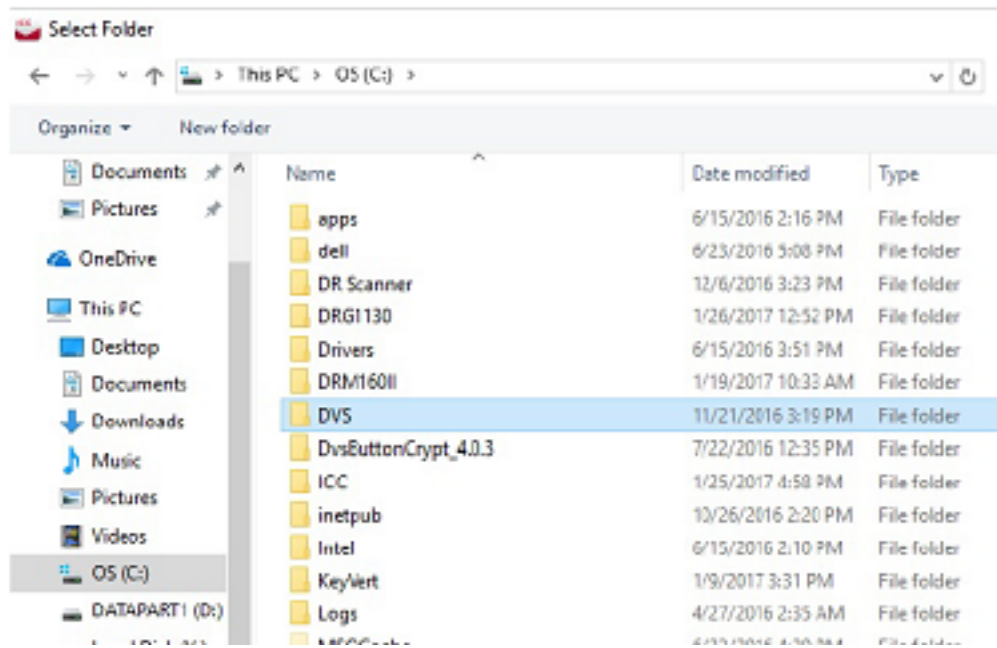 Select Folder
This PC > OS (C:) >
Organize New folder
Name Date modified Type
Documents
Pictures
OneDrive
This PC
Desktop
Documents
Downloads
Music
Pictures
Videos
OS (C:)
DATAPART1 (D:)
apps 6/15/2016 2:16 PM File folder
dell 6/23/2016 5:08 PM File folder
DR Scanner 12/6/2016 3:23 PM File folder
DRG1130 1/26/2017 12:52 PM File folder
Drivers 6/15/2016 3:51 PM File folder
DRM160II 1/19/2017 10:33 AM File folder
DVS 11/21/2016 3:19 PM File folder
DvsButtonCrypt_4.0.3 7/22/2016 12:35 PM File folder
ICC 1/25/2017 4:58 PM File folder
inetpub 10/26/2016 2:20 PM File folder
Intel 6/15/2016 2:10 PM File folder
KeyVert 1/9/2017 3:31 PM File folder
Logs 4/27/2016 2:35 AM File folder